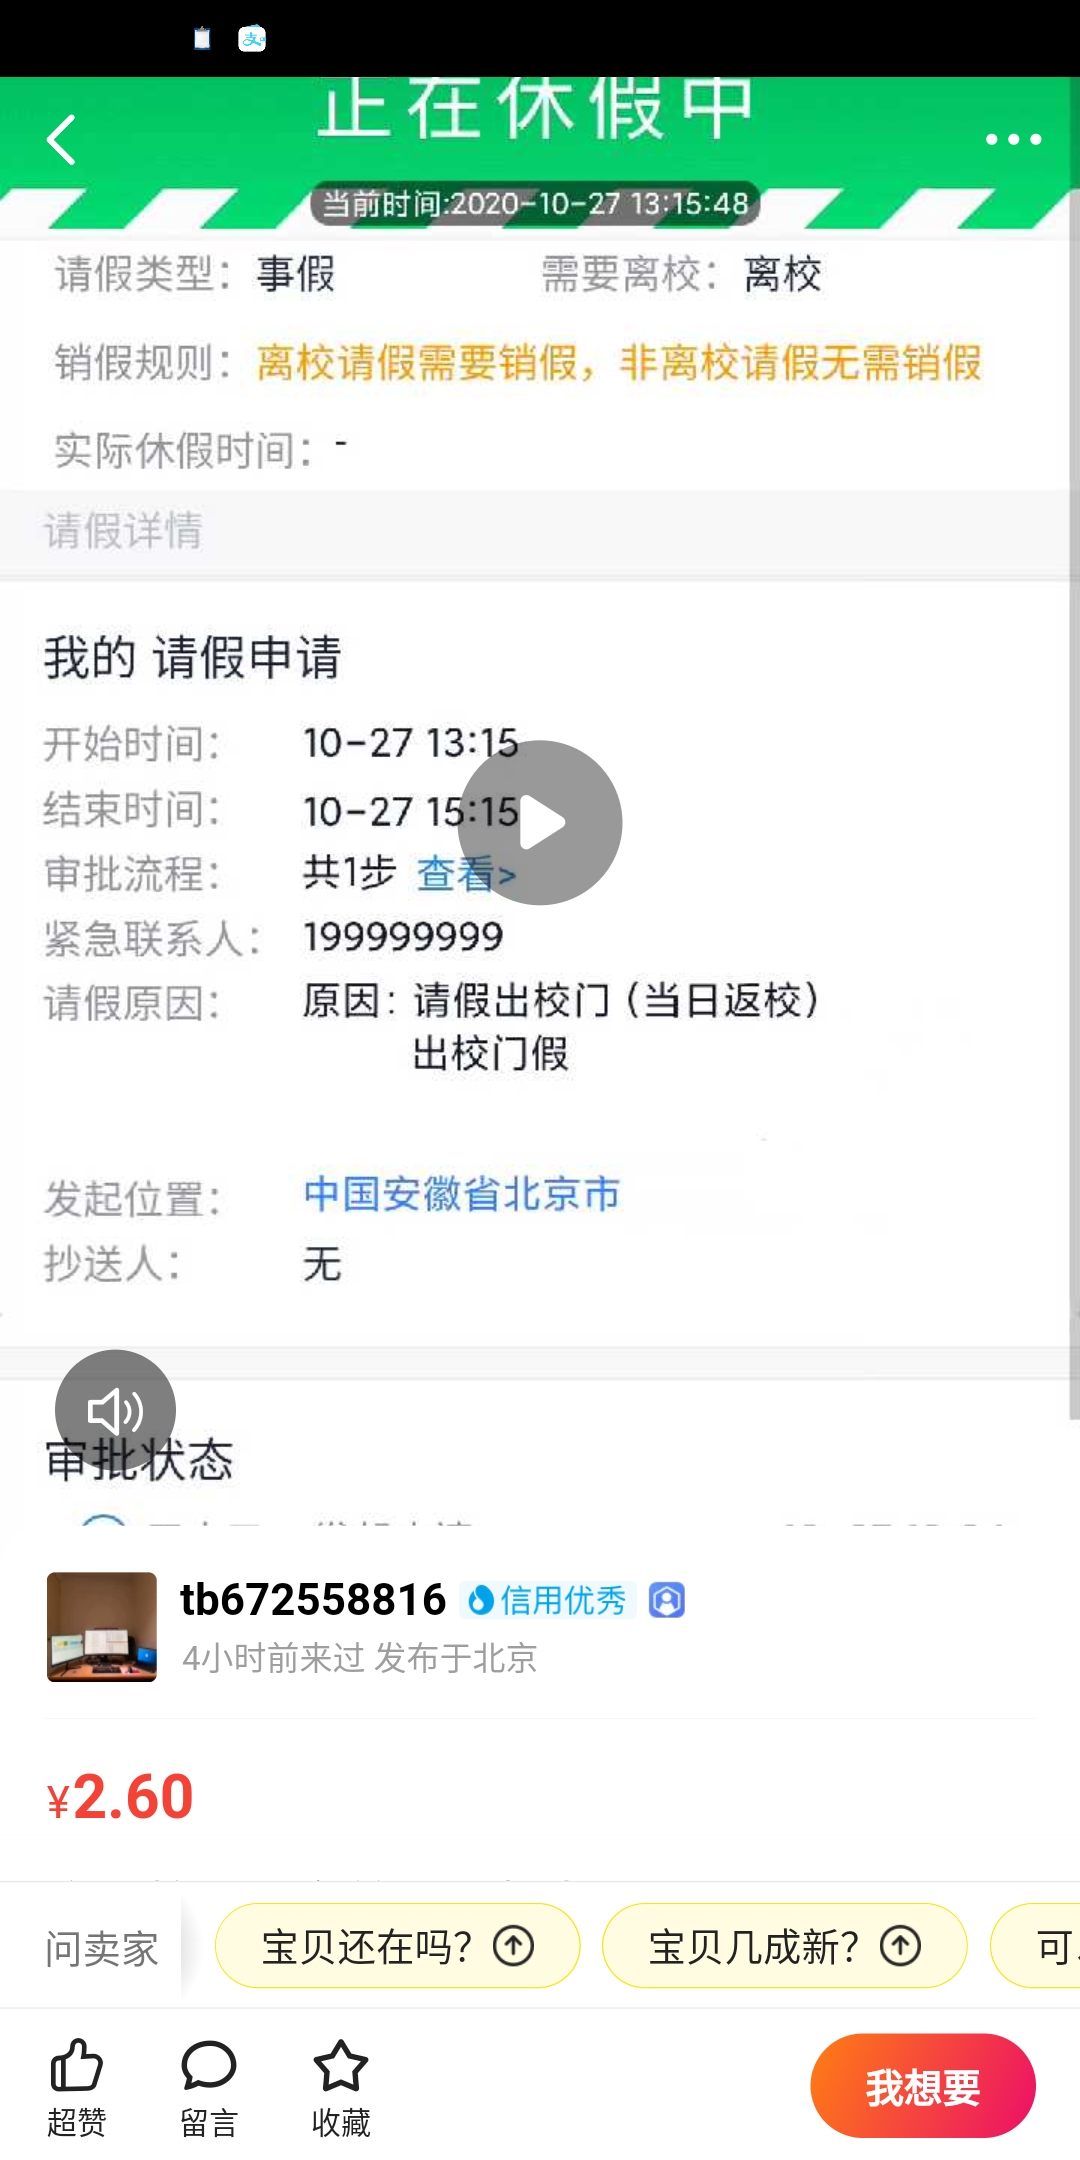 正在休假中
当前时间:2020-10-27 13:15:48
请假类型： 事假 需要离校： 离校
销假规则： 离校请假需要销假，非离校请假无需销假
实际休假时间： -
请假详情
我的 请假申请
开始时间： 10-27 13:15
结束时间： 10-27 15:15
审批流程： 共1步 查看>
紧急联系人： 199999999
请假原因： 原因：请假出校门（当日返校）
出校门假
发起位置： 中国安徽省北京市
抄送人： 无
审批状态
tb672558816 信用优秀
4小时前来过 发布于北京
¥2.60
问卖家 宝贝还在吗？ 宝贝几成新？ 可
超赞 留言 收藏 我想要